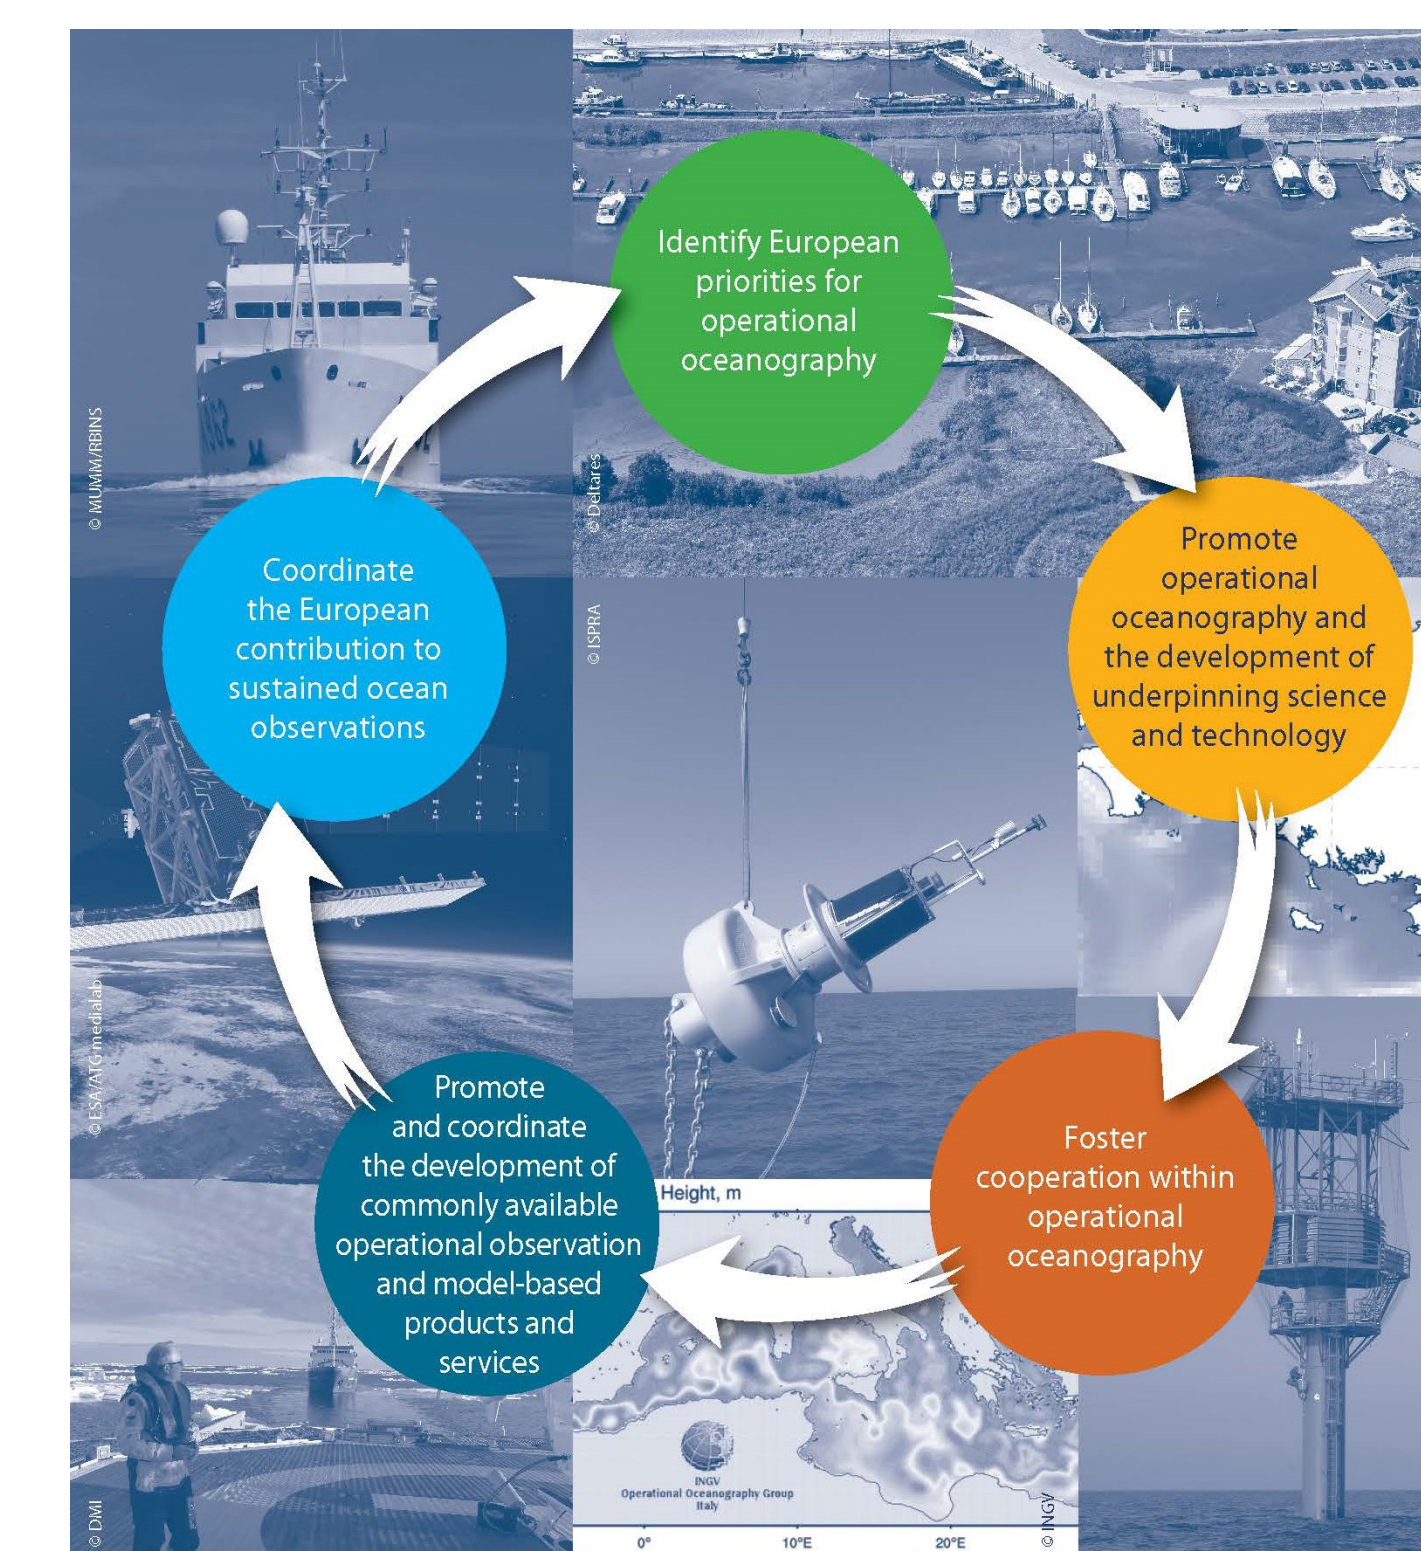 Identify European
priorities for
operational
oceanography
Promote
operational
oceanography and
the development of
underpinning science
and technology
Foster
cooperation within
operational
oceanography
Promote
and coordinate
the development of
commonly available
operational observation
and model-based
products and
services
Coordinate
the European
contribution to
sustained ocean
observations
© MUMM/RBINS
© Deltares
© ISPRA
© ESA/ATG medialab
© DMI
Height, m
INGV
Operational Oceanography Group
Italy
0°
10°E
20°E
© INGV